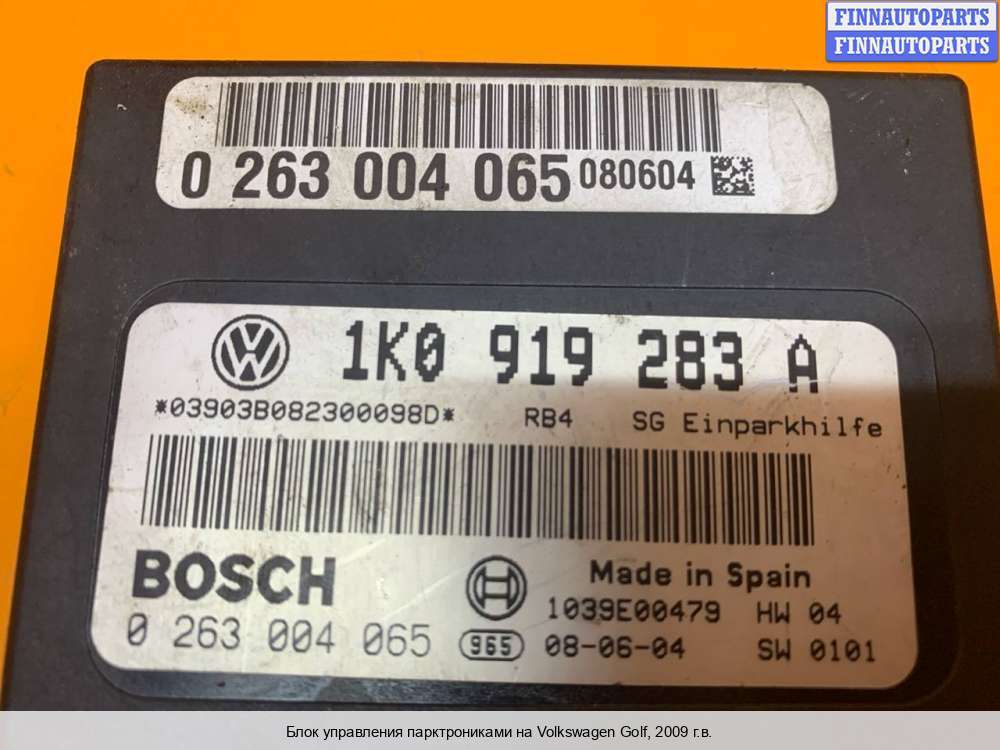 FINNAUTOPARTS
FINNAUTOPARTS
0 263 004 065 080604
1K0 919 283 A
*03903B082300098D* RB4 SG Einparkhilfe
BOSCH
Made in Spain
1039E00479 HW 04
0 263 004 065 965 08-06-04 SW 0101
Блок управления парктрониками на Volkswagen Golf, 2009 г.в.